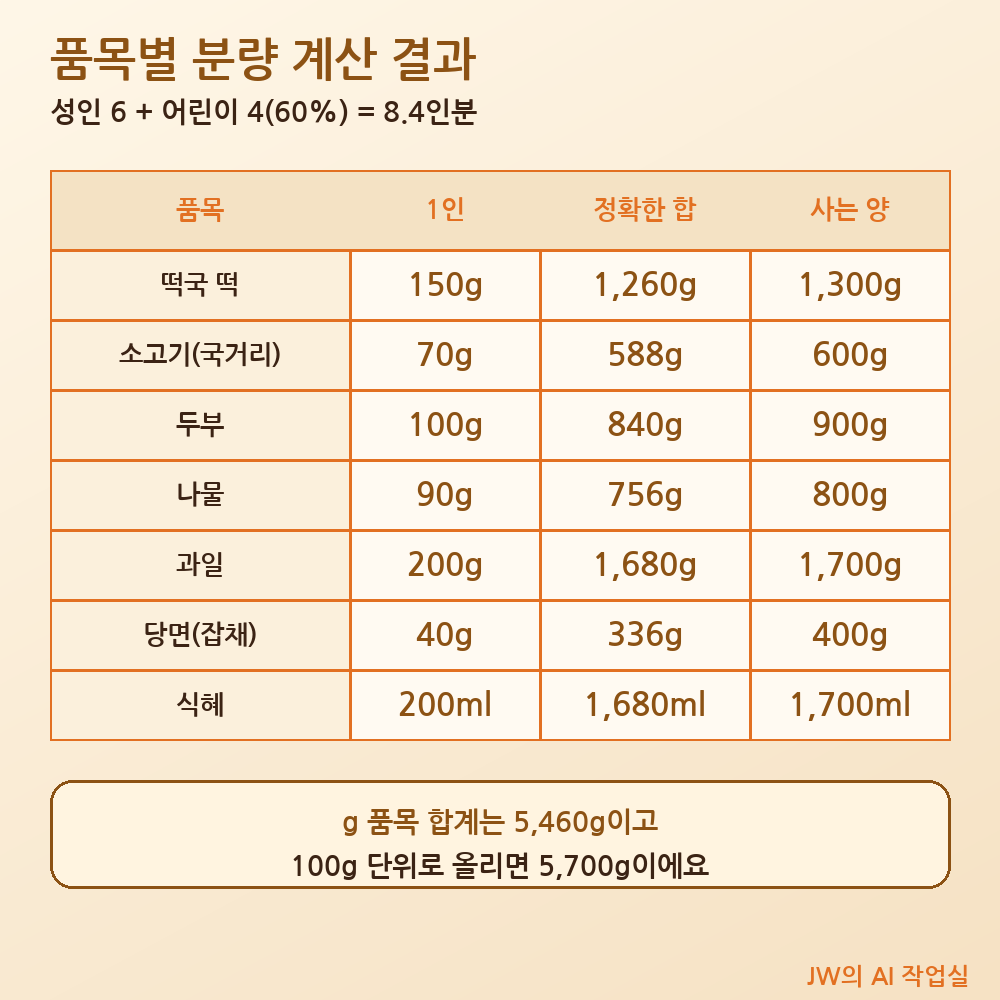 품목별 분량 계산 결과
성인 6 + 어린이 4(60%) = 8.4인분
품목 1인 정확한 합 사는 양
떡국 떡 150g 1,260g 1,300g
소고기(국거리) 70g 588g 600g
두부 100g 840g 900g
나물 90g 756g 800g
과일 200g 1,680g 1,700g
당면(잡채) 40g 336g 400g
식혜 200ml 1,680ml 1,700ml
g 품목 합계는 5,460g이고
100g 단위로 올리면 5,700g이에요
JW의 AI 작업실